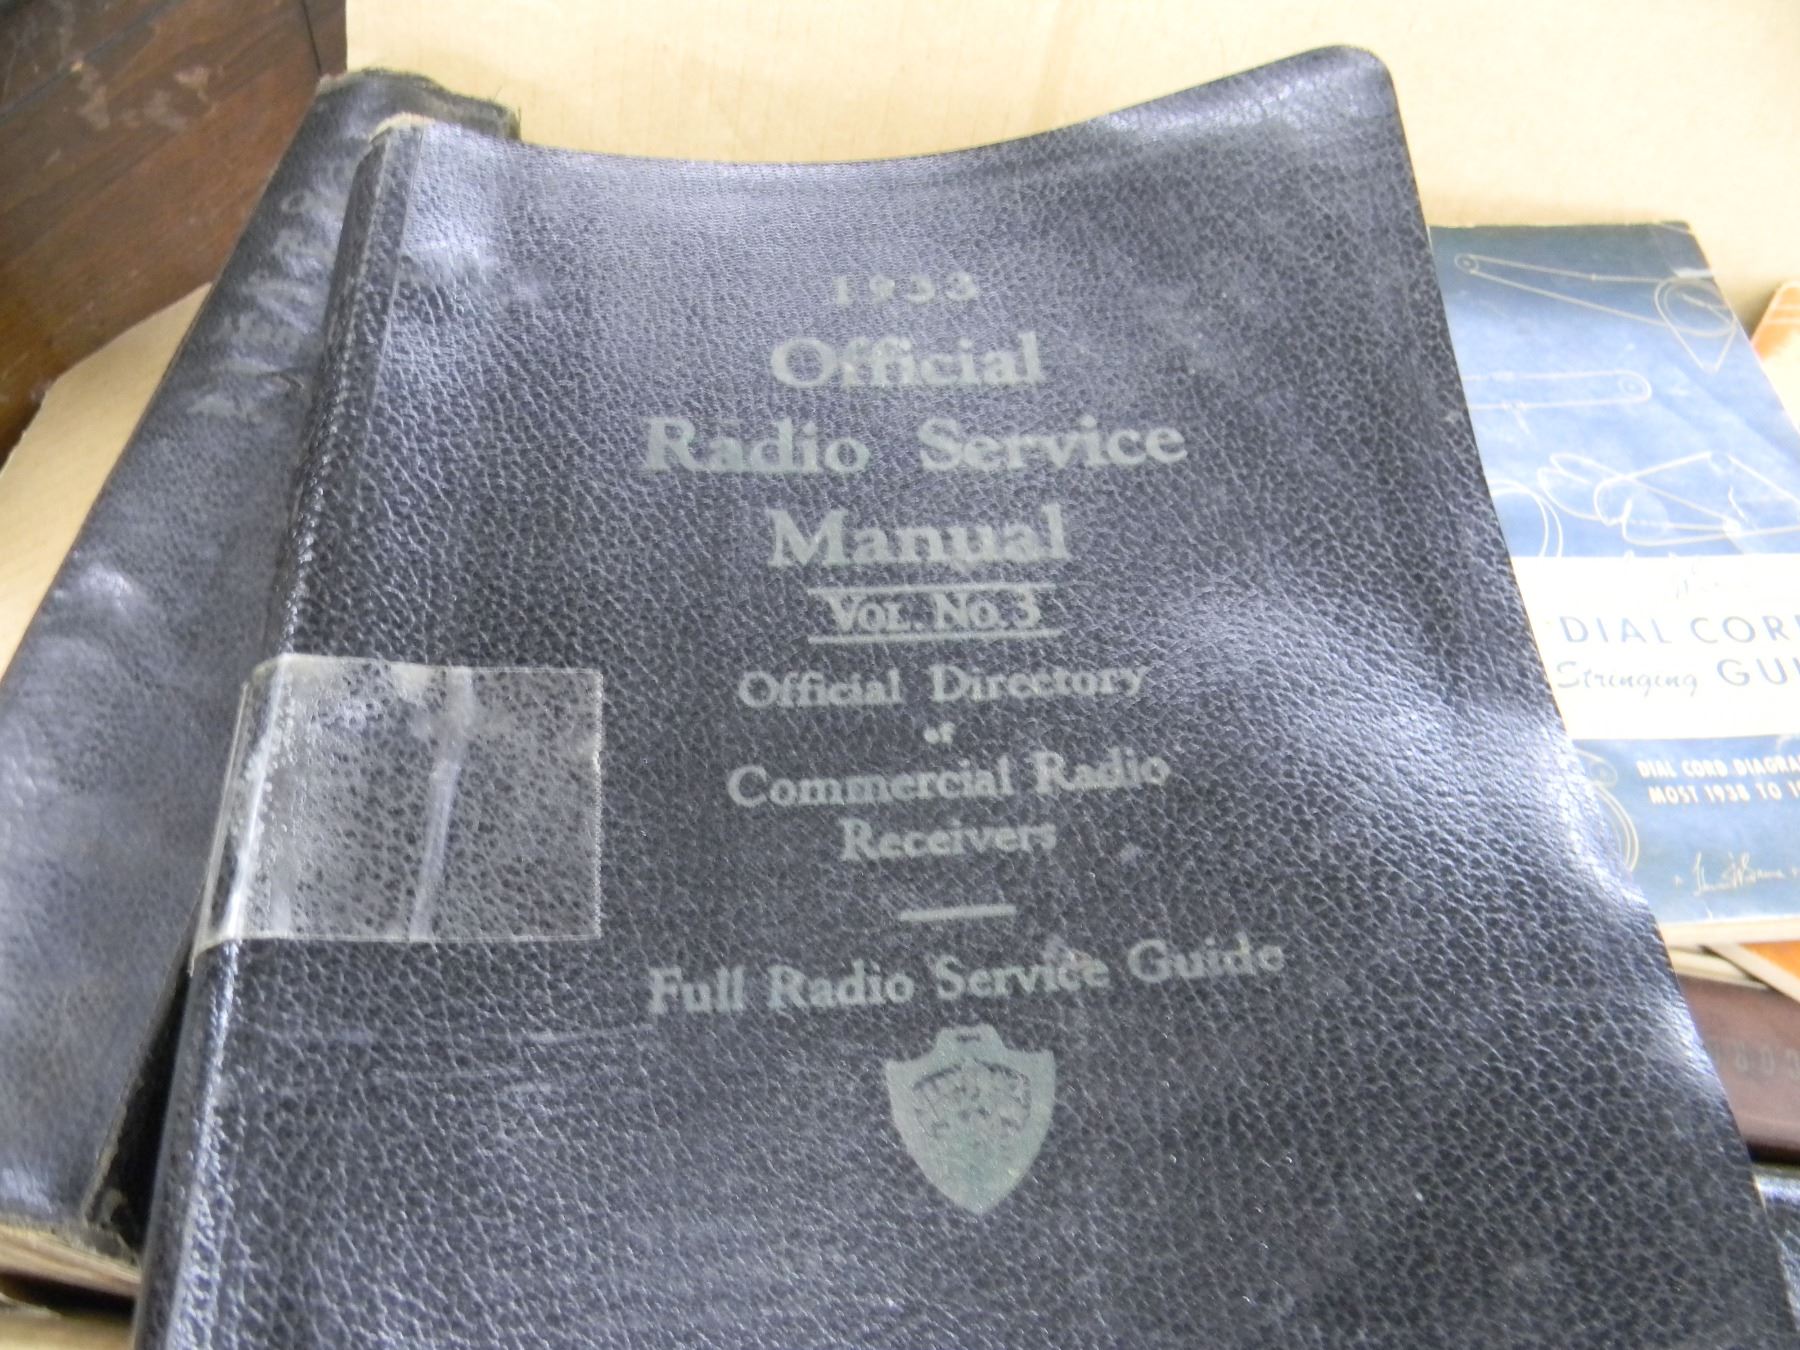 1933
Official
Radio Service
Manual
VOL. No. 3
Official Directory
of
Commercial Radio
Receivers
Full Radio Service Guide
DIAL COR
Stringing GUI
DIAL CORD DIAGRA
MOST 1938 TO 1